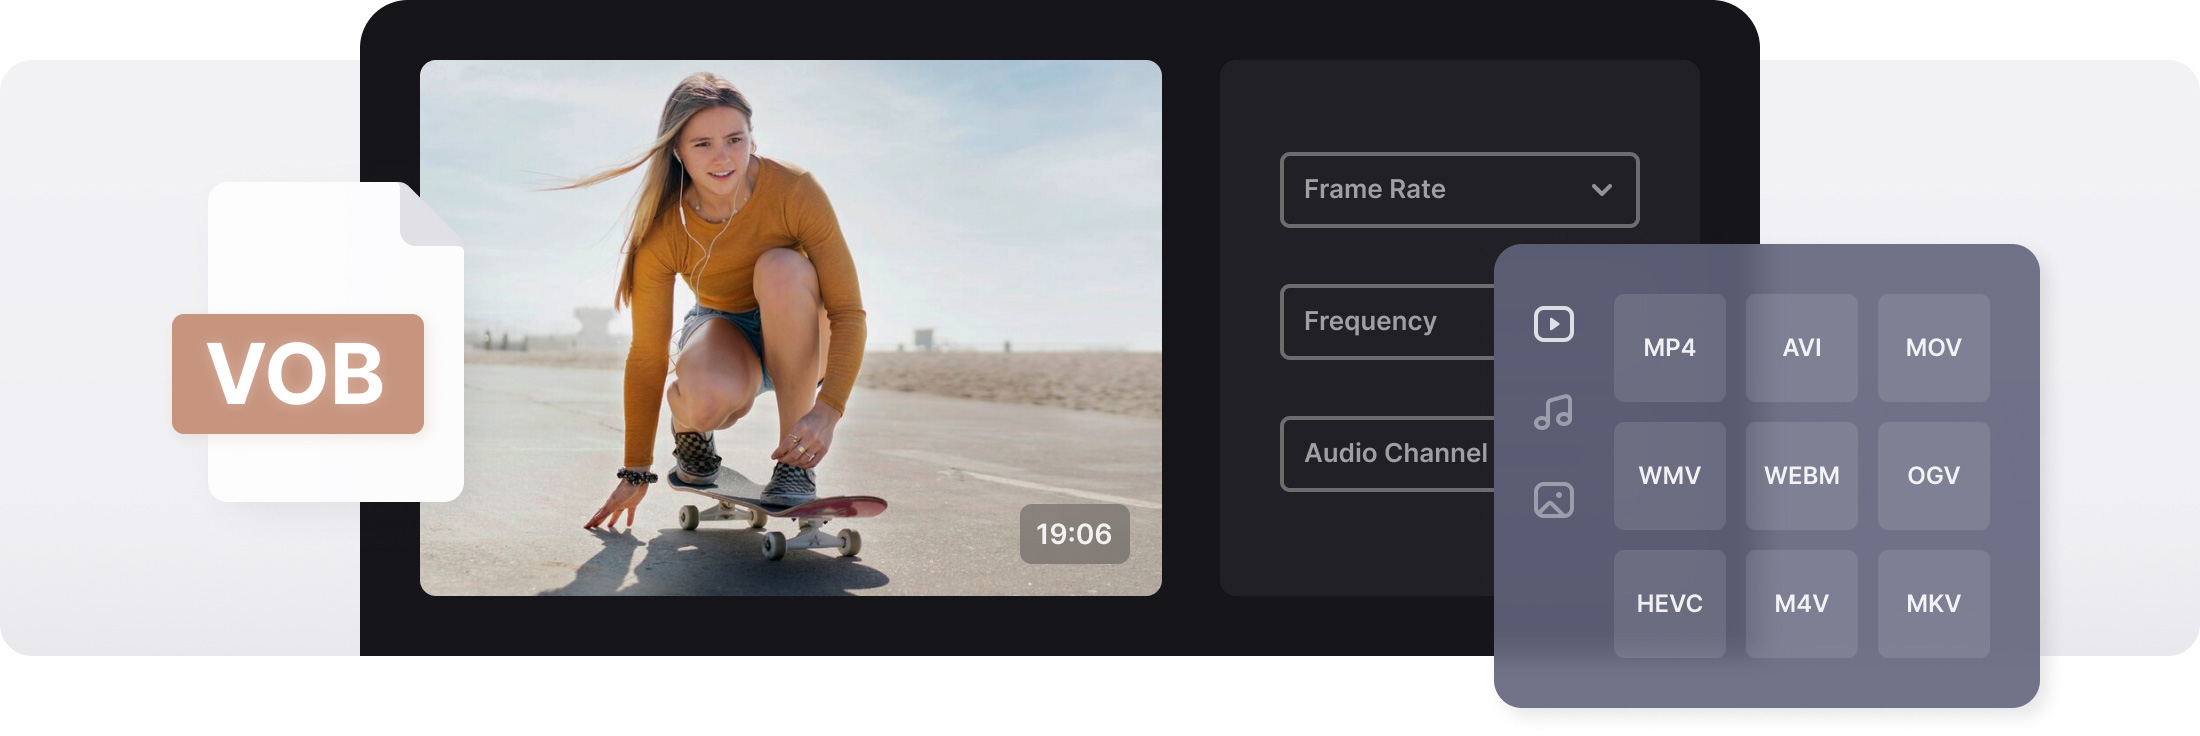 VOB
19:06
Frame Rate
Frequency
Audio Channel
MP4
AVI
MOV
WMV
WEBM
OGV
HEVC
M4V
MKV